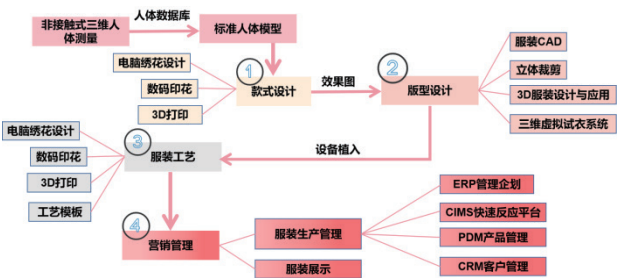 非接触式三维人
体测量
人体数据库
标准人体模型
电脑绣花设计
数码印花
3D打印
①
款式设计
效果图
②
版型设计
服装CAD
立体裁剪
3D服装设计与应用
三维虚拟试衣系统
电脑绣花设计
数码印花
3D打印
工艺模板
③
服装工艺
设备植入
④
营销管理
服装生产管理
服装展示
ERP管理企划
CIMS快速反应平台
PDM产品管理
CRM客户管理